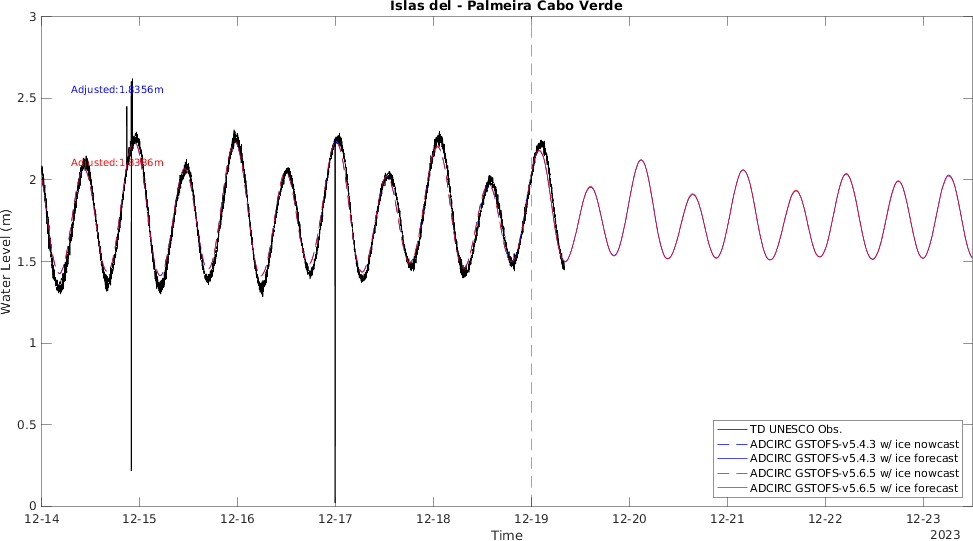 Islas del - Palmeira Cabo Verde
3
2.5
2
1.5
1
0.5
0
Water Level (m)
Adjusted:1.8356m
TD UNESCO Obs.
ADCIRC GSTOFS-v5.4.3 w/ ice nowcast
ADCIRC GSTOFS-v5.4.3 w/ ice forecast
ADCIRC GSTOFS-v5.6.5 w/ ice nowcast
ADCIRC GSTOFS-v5.6.5 w/ ice forecast
12-14 12-15 12-16 12-17 12-18 12-19 12-20 12-21 12-22 12-23
Time
2023